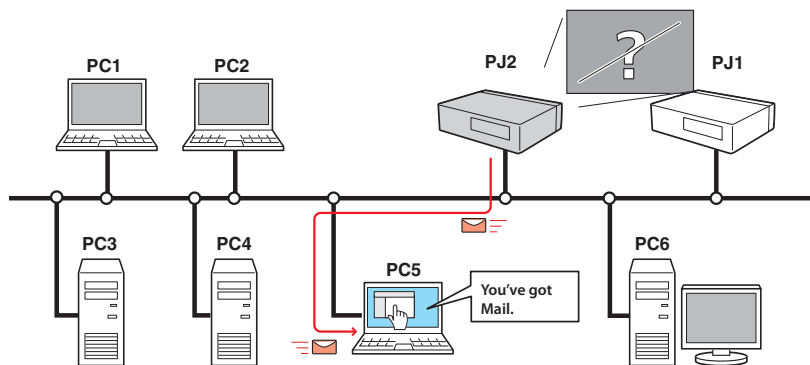 PC1
PC2
PJ2
?
PJ1
PC3
PC4
PC5
You've got
Mail.
PC6